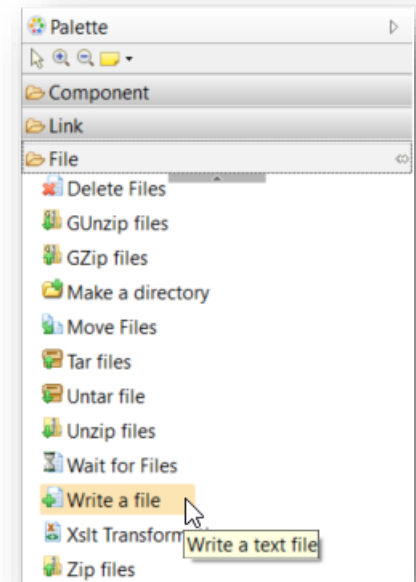 Palette
Component
Link
File
Delete Files
GUnzip files
GZip files
Make a directory
Move Files
Tar files
Untar file
Unzip files
Wait for Files
Write a file
Xslt Transform
Write a text file
Zip files